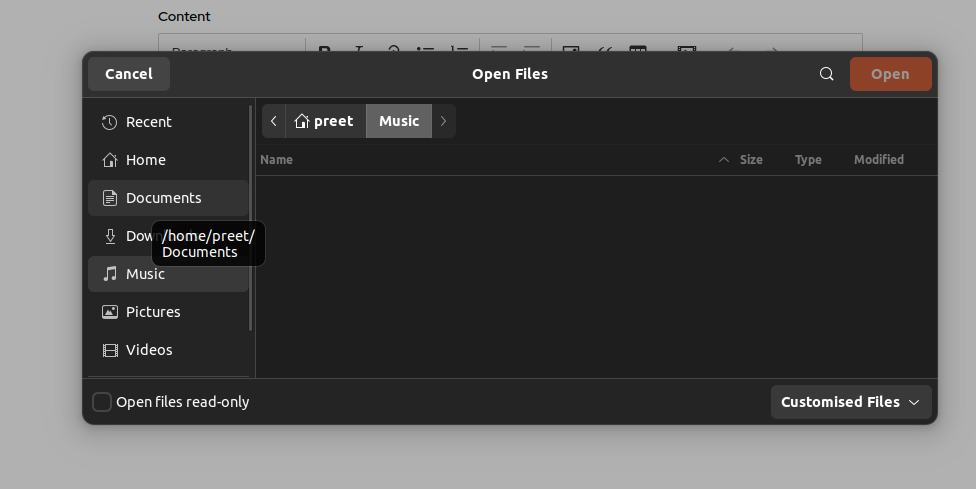 Content
Paragraph
Cancel
Open Files
Open
Recent
preet
Music
Home
Name
Size
Type
Modified
Documents
/home/preet/
Documents
Music
Pictures
Videos
Open files read-only
Customised Files